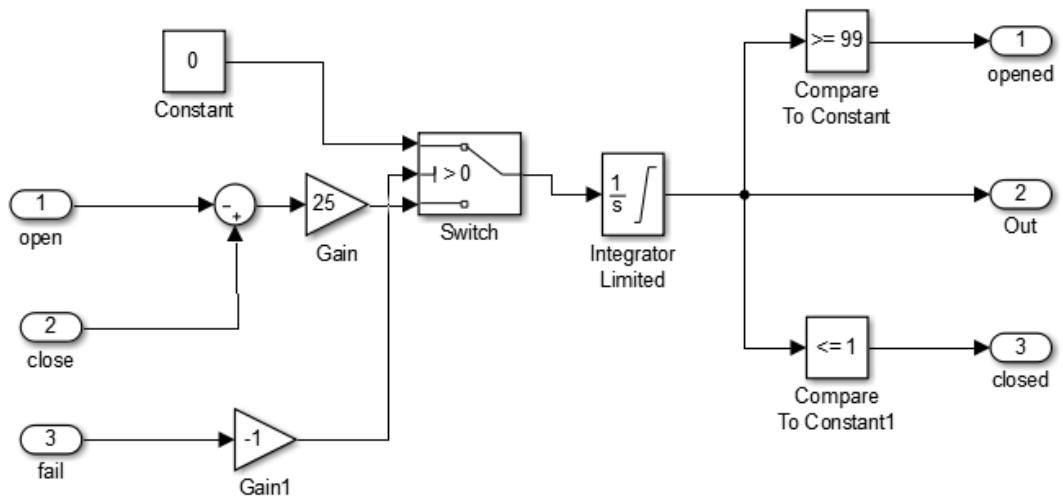 0
Constant
1
open
2
close
3
fail
-
+
25
Gain
-1
Gain1
> 0
Switch
1
s
Integrator
Limited
>= 99
Compare
To Constant
<= 1
Compare
To Constant1
1
opened
2
Out
3
closed